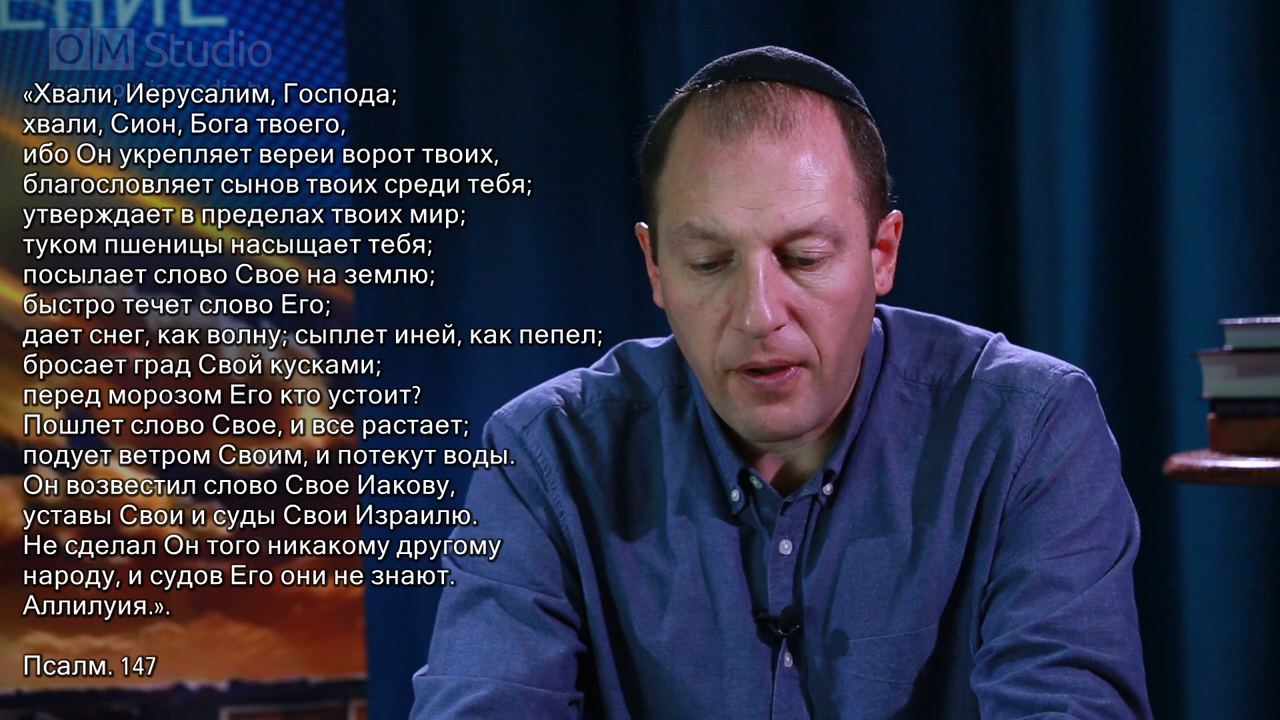 ЕНИЕ
OM Studio
«Хвали, Иерусалим, Господа;
хвали, Сион, Бога твоего,
ибо Он укрепляет вереи ворот твоих,
благословляет сынов твоих среди тебя;
утверждает в пределах твоих мир;
туком пшеницы насыщает тебя;
посылает слово Свое на землю;
быстро течет слово Его;
дает снег, как волну; сыплет иней, как пепел;
бросает град Свой кусками;
перед морозом Его кто устоит?
Пошлет слово Свое, и все растает;
подует ветром Своим, и потекут воды.
Он возвестил слово Свое Иакову,
уставы Свои и суды Свои Израилю.
Не сделал Он того никакому другому
народу, и судов Его они не знают.
Аллилуия.».
Псалм. 147